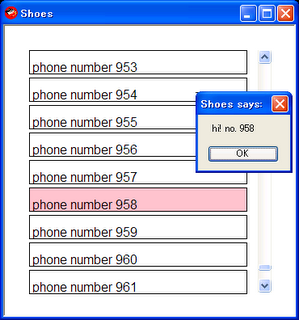 Shoes
phone number 953
phone number 954
phone number 955
phone number 956
phone number 957
phone number 958
phone number 959
phone number 960
phone number 961
Shoes says:
hi! no. 958
OK